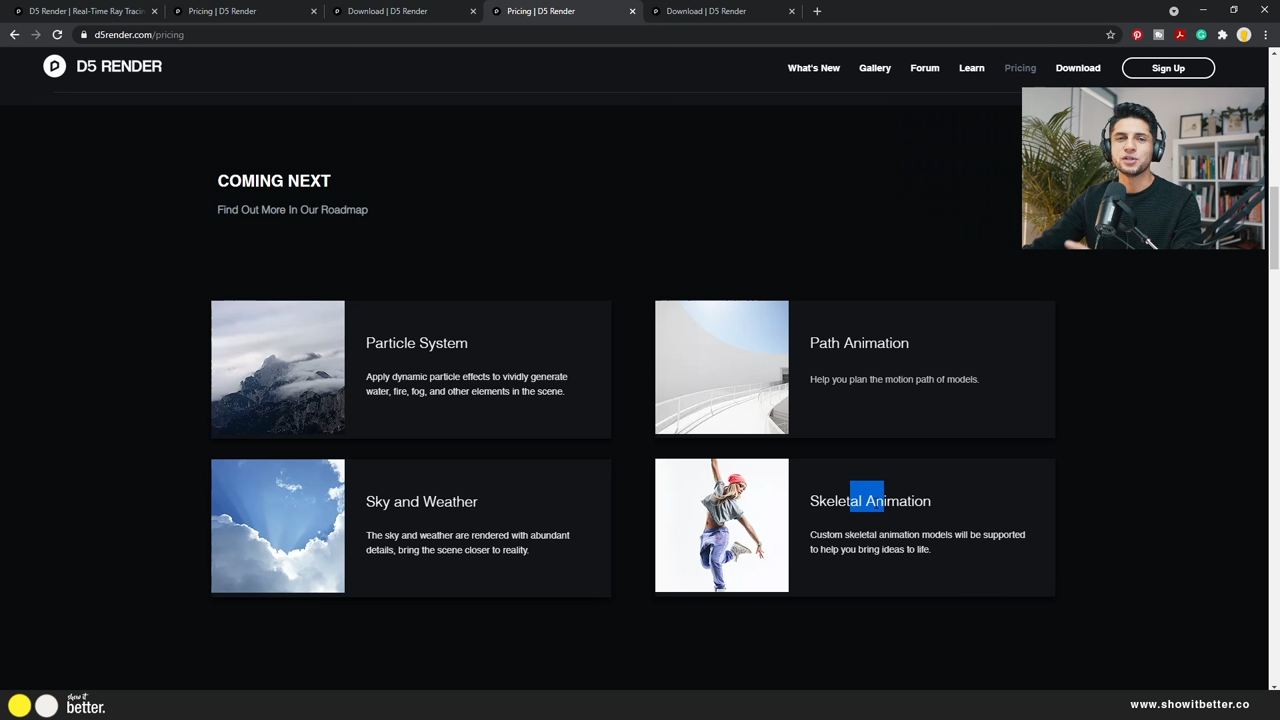 D5 Render | Real-Time Ray Tracin
Pricing | D5 Render
Download | D5 Render
Pricing | D5 Render
Download | D5 Render
d5render.com/pricing
D5 RENDER
What's New
Gallery
Forum
Learn
Pricing
Download
Sign Up
COMING NEXT
Find Out More In Our Roadmap
Particle System
Apply dynamic particle effects to vividly generate
water, fire, fog, and other elements in the scene.
Path Animation
Help you plan the motion path of models.
Sky and Weather
The sky and weather are rendered with abundant
details, bring the scene closer to reality.
Skeletal Animation
Custom skeletal animation models will be supported
to help you bring ideas to life.
show it
better.
www.showitbetter.co